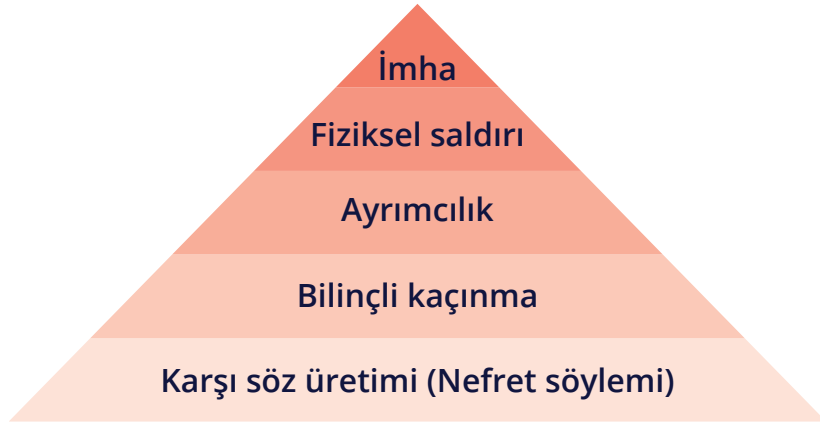 İmha
Fiziksel saldırı
Ayrımcılık
Bilinçli kaçınma
Karşı söz üretimi (Nefret söylemi)